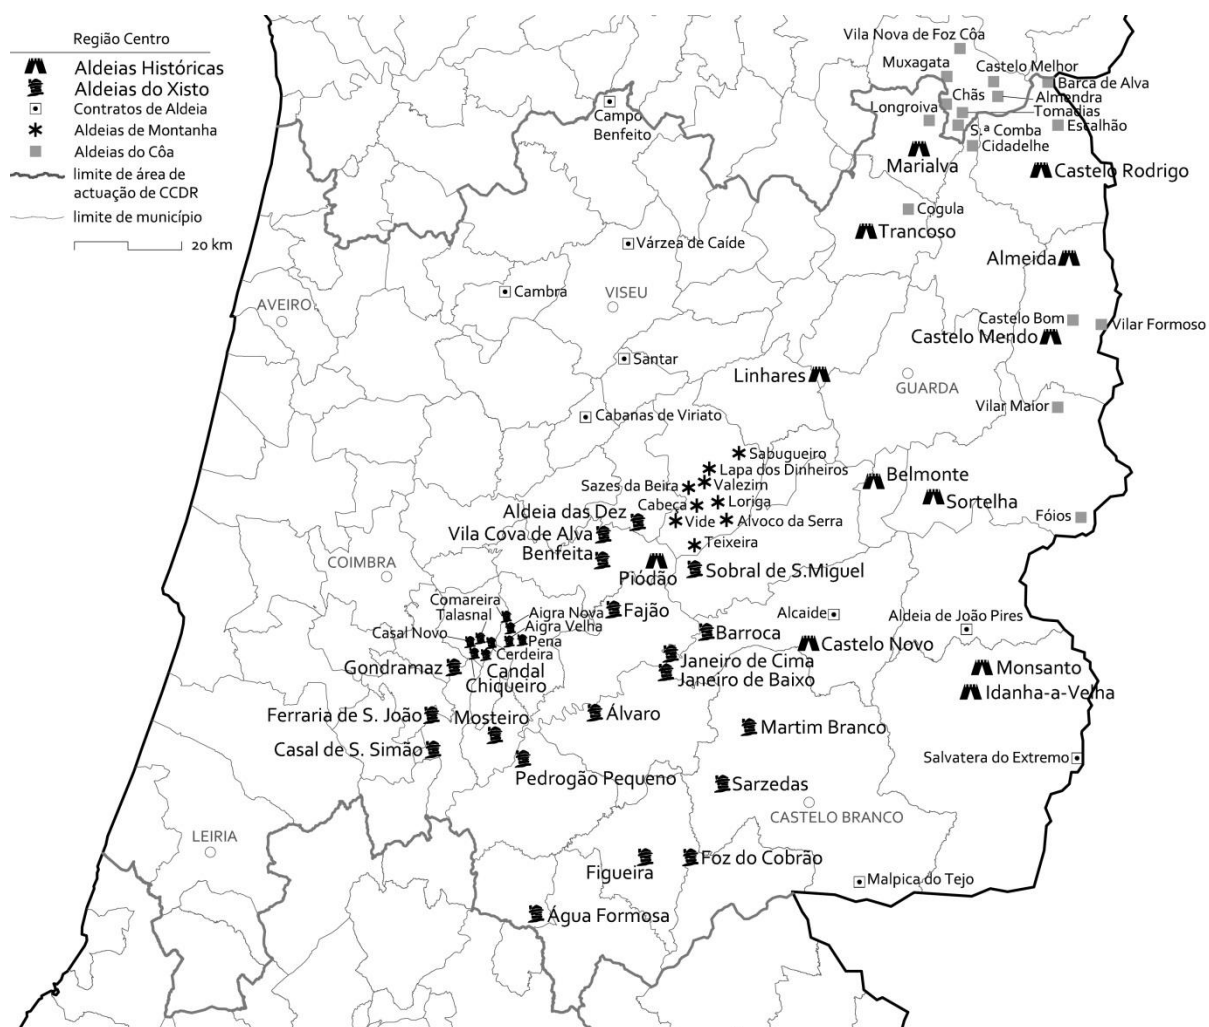 Região Centro
Aldeias Históricas
Aldeias do Xisto
Contratos de Aldeia
Aldeias de Montanha
Aldeias do Côa
limite de área de
actuação de CCDR
limite de município
20 km
Vila Nova de Foz Côa
Muxagata
Castelo Melhor
Barca de Alva
Chãs
Almendra
Longroiva
Tomadias
Escalhão
S.ª Comba
Cidadelhe
Campo
Benfeito
Marialva
Castelo Rodrigo
Cogula
Trancoso
Várzea de Caíde
Almeida
Cambra
VISEU
AVEIRO
Castelo Bom
Vilar Formoso
Castelo Mendo
Santar
Linhares
GUARDA
Vilar Maior
Cabanas de Viriato
Sabugueiro
Lapa dos Dinheiros
Sazes da Beira
Valezim
Belmonte
Sortelha
Cabeça
Loriga
Aldeia das Dez
Vide
Alvoco da Serra
Fóios
Vila Cova de Alva
Teixeira
Benfeita
COIMBRA
Piódão
Sobral de S.Miguel
Comareira
Talasnal
Aigra Nova
Aigra Velha
Fajão
Alcaide
Aldeia de João Pires
Casal Novo
Pena
Barroca
Castelo Novo
Cerdeira
Gondramaz
Candal
Chiqueiro
Janeiro de Cima
Janeiro de Baixo
Monsanto
Idanha-a-Velha
Ferraria de S. João
Mosteiro
Álvaro
Martim Branco
Casal de S. Simão
Pedrogão Pequeno
Salvatera do Extremo
Sarzedas
CASTELO BRANCO
LEIRIA
Figueira
Foz do Cobrão
Malpica do Tejo
Água Formosa